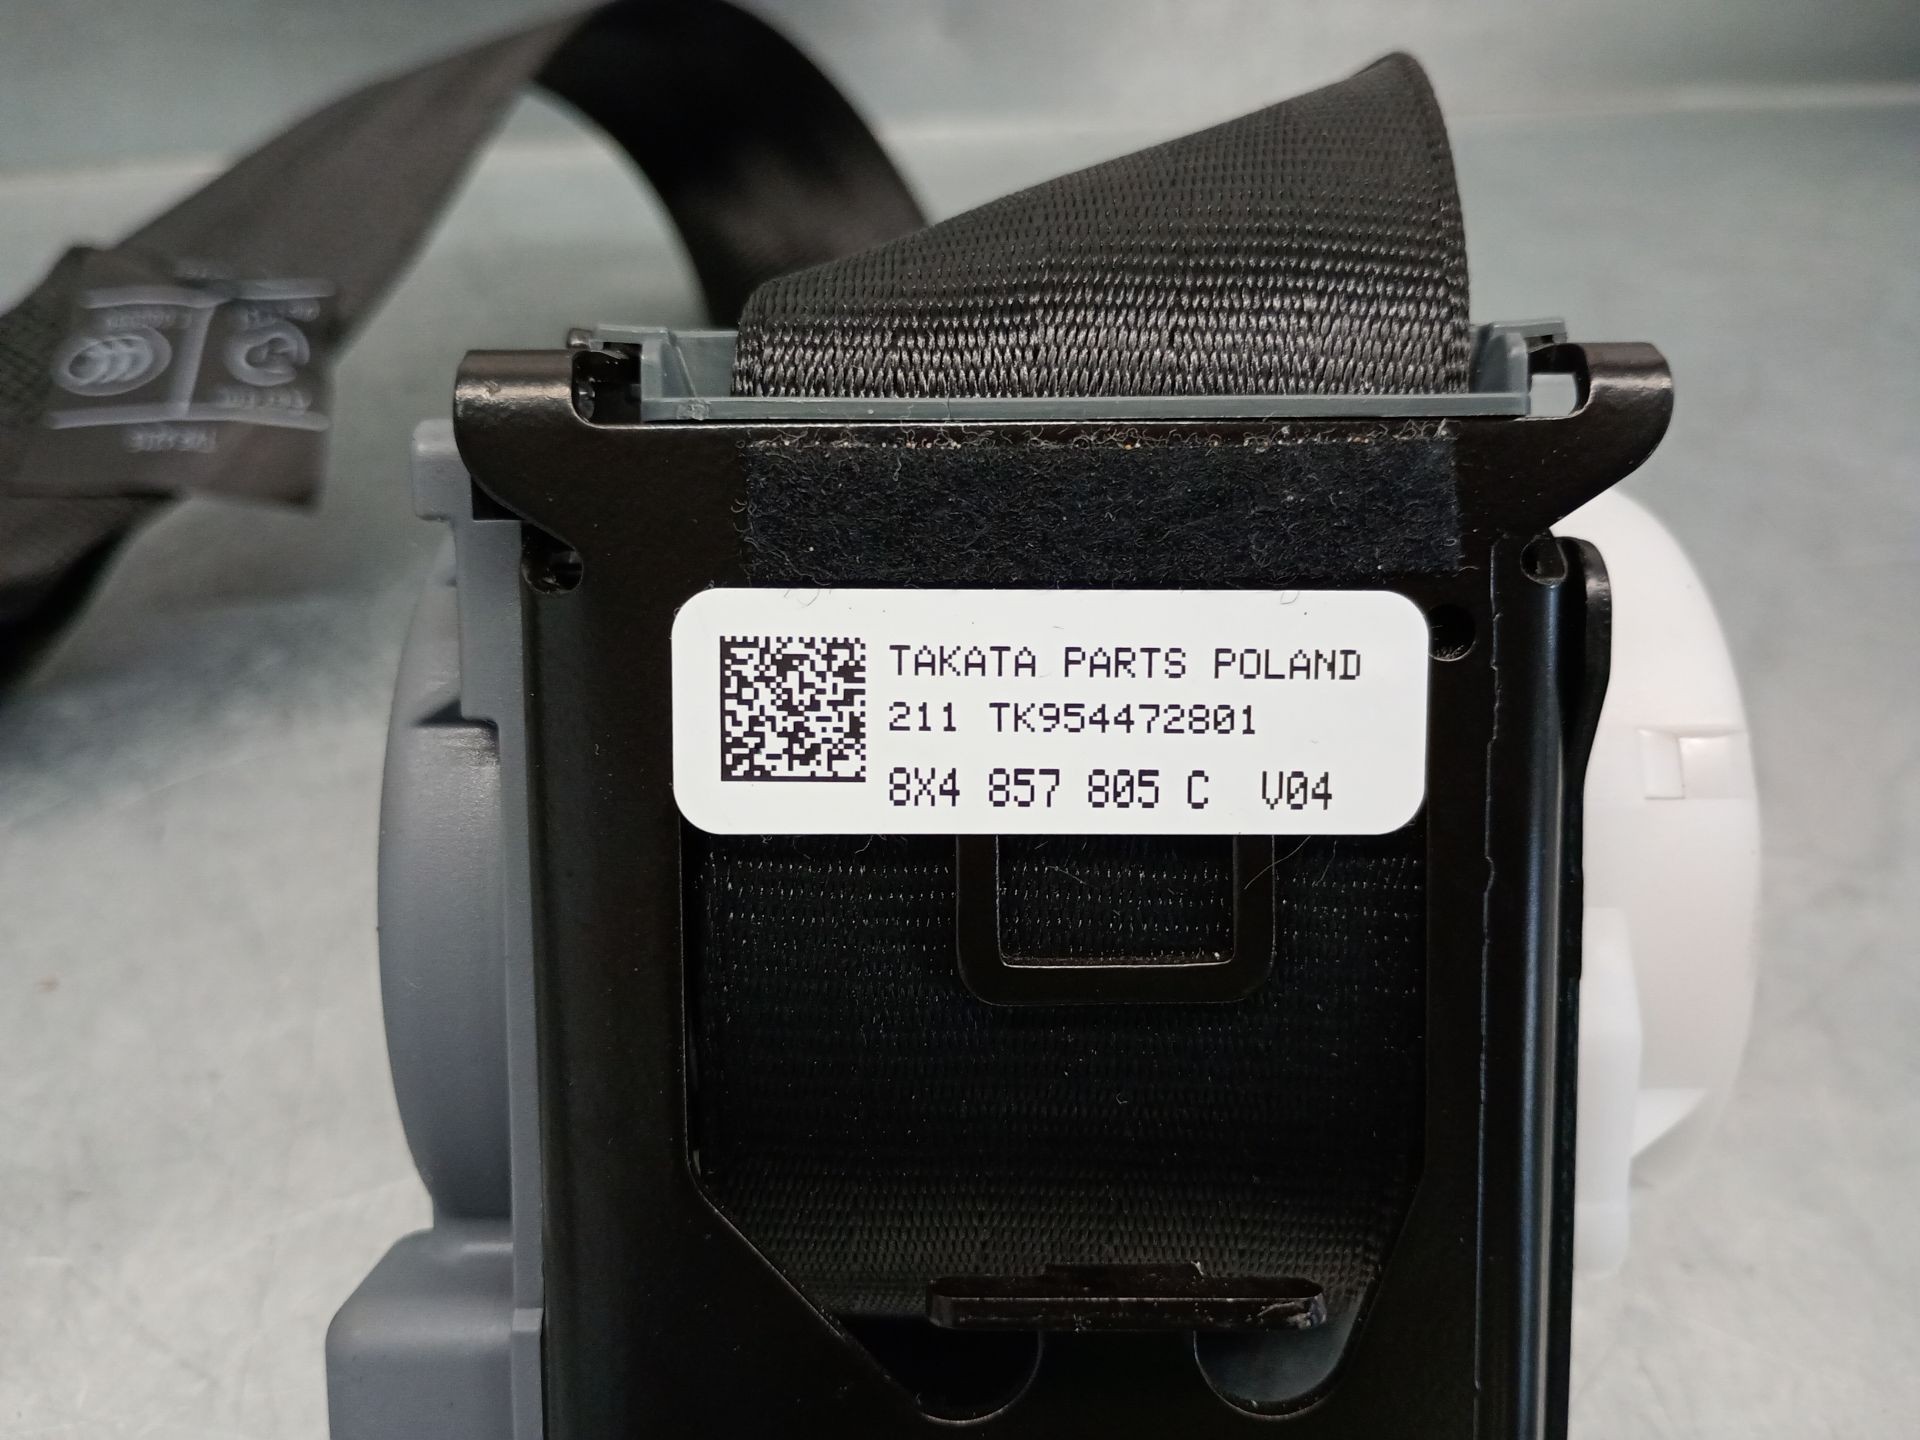 TAKATA PARTS POLAND
211 TK954472801
8X4 857 805 C V04